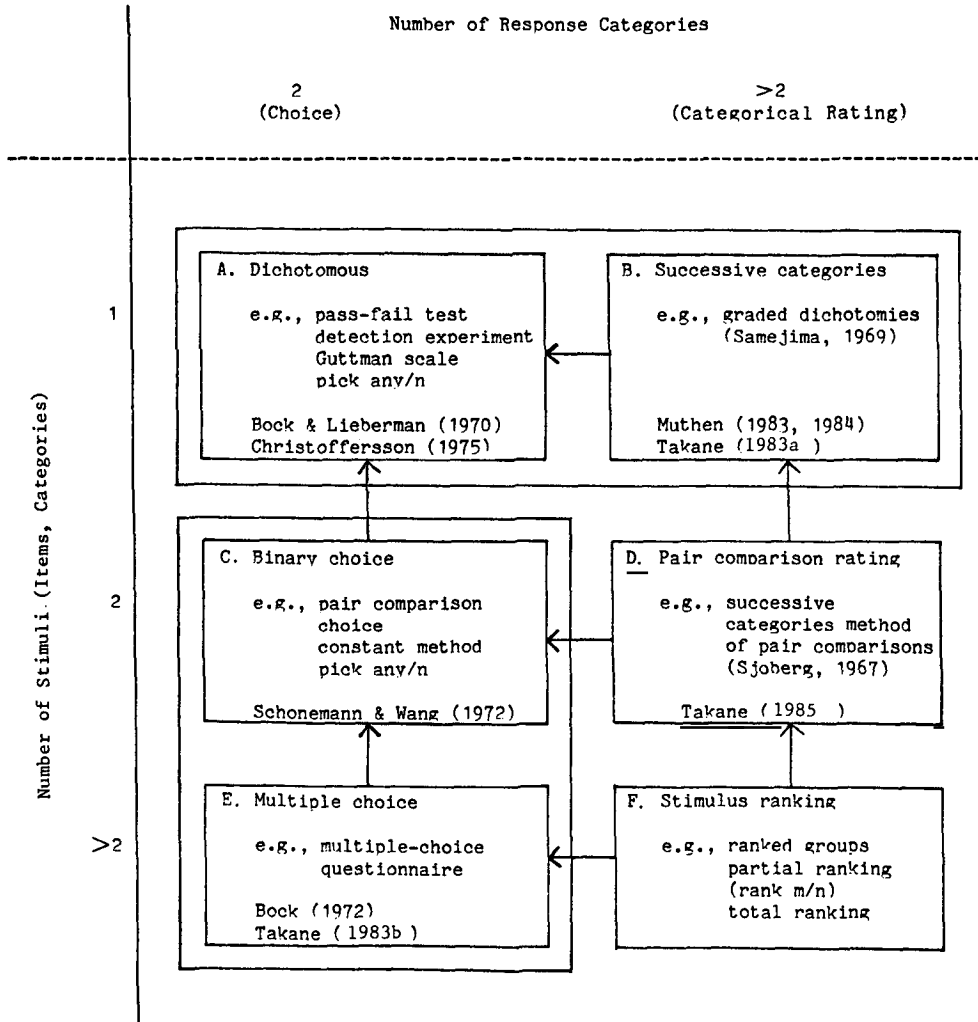 Number of Response Categories
2
(Choice)
>2
(Categorical Rating)
Number of Stimuli (Items, Categories)
1
A. Dichotomous
e.g., pass-fail test
detection experiment
Guttman scale
pick any/n
Bock & Lieberman (1970)
Christoffersson (1975)
B. Successive categories
e.g., graded dichotomies
(Samejima, 1969)
Muthen (1983, 1984)
Takane (1983a)
2
C. Binary choice
e.g., pair comparison
choice
constant method
pick any/n
Schonemann & Wang (1972)
D. Pair comparison rating
e.g., successive
categories method
of pair comparisons
(Sjoberg, 1967)
Takane (1985 )
>2
E. Multiple choice
e.g., multiple-choice
questionnaire
Bock (1972)
Takane (1983b)
F. Stimulus ranking
e.g., ranked groups
partial ranking
(rank m/n)
total ranking